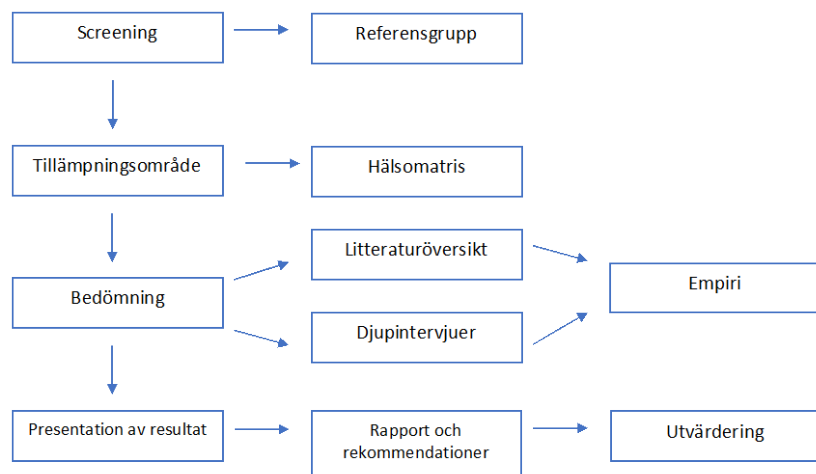 Screening
Referensgrupp
Tillämpningsområde
Hälsomatris
Litteraturöversikt
Bedömning
Empiri
Djupintervjuer
Presentation av resultat
Rapport och
rekommendationer
Utvärdering